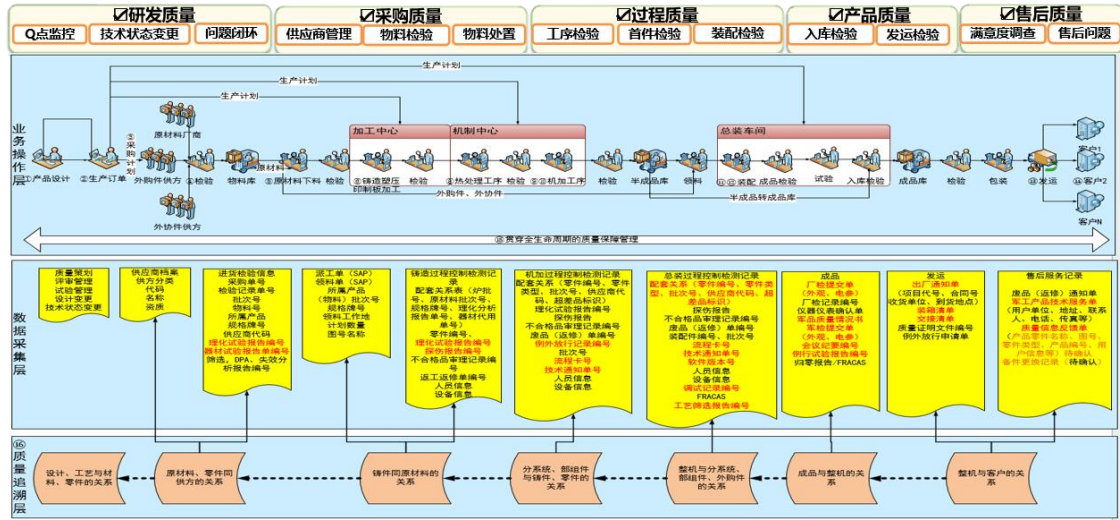 ☑研发质量
☑采购质量
☑过程质量
☑产品质量
☑售后质量
Q点监控
技术状态变更
问题闭环
供应商管理
物料检验
物料处置
工序检验
首件检验
装配检验
入库检验
发运检验
满意度调查
售后问题
业务操作层
生产计划
生产计划
生产计划
加工中心
机制中心
总装车间
原材料厂商
③采购计划
①产品设计
②生产订单
外购件供方
④检验
物料库
原材料
⑤原材料下料
检验
⑥铸造塑压
印制板加工
检验
⑧热处理工序
检验
⑨⑩机加工序
检验
半成品库
领料
⑪⑫装配
成品检验
试验
入库检验
成品库
检验
包装
⑬发运
客户1
⑭客户2
客户N
外购件、外协件
半成品转成品库
外协件供方
⑮贯穿全生命周期的质量保障管理
数据采集层
质量策划
评审管理
试验管理
设计变更
技术状态变更
供应商档案
供方分类
代码
名称
资质
进货检验信息
采购单号
检验记录单号
批次号
物料号
所属产品
规格牌号
供应商代码
理化试验报告编号
器材试验报告单编号
筛选，DPA、失效分
析报告编号
派工单（SAP）
领料单（SAP）
所属产品
（物料）批次号
规格牌号
领料工作地
计划数量
图号名称
铸造过程控制检测记
录
配套关系表（炉批
号、原材料批次号、
规格牌号、理化分析
报告单号、器材代用
单号）
零件编号、
理化试验报告编号
探伤报告编号
不合格品审理记录编
号
返工返修单编号
人员信息
设备信息
机加过程控制检测记录
配套关系（零件编号、零件
类型、批次号、供应商代
码、超差品标识）
理化试验报告编号
探伤报告
不合格品审理记录编号
废品（返修）单编号
例外放行记录编号
批次号
流程卡号
技术通知单号
人员信息
设备信息
总装过程控制检测记录
配套关系（零件编号、零件类
型、批次号、供应商代码、超
差品标识）
理化试验报告编号
探伤报告
不合格品审理记录编号
废品（返修）单编号
装配件编号、批次号
流程卡号
技术通知单号
软件版本号
人员信息
设备信息
调试记录编号
FRACAS
工艺筛选报告编号
成品
厂检提交单
（外观、电参）
厂检记录编号
仪器仪表确认单
军品质量情况书
军检提交单
（外观、电参）
会议纪要编号
例行试验报告编号
归零报告/FRACAS
发运
出厂通知单
（项目代号、合同号
收货单位、到货地点）
装箱清单
交接清单
质量证明文件编号
例外放行申请单
售后服务记录
废品（返修）通知单
军工产品技术服务单
（用户单位、地址、联系
人、电话、传真等）
质量信息反馈单
（产品零件名称、图号、
零件类型、产品编号、用
户信息等）待确认
备件更换记录（待确认）
⑯质量追溯层
设计、工艺与材
料、零件的关系
原材料、零件同
供方的关系
铸件同原材料的
关系
分系统、部组件
与铸件、零件的
关系
整机与分系统、
部组件、外购件
的关系
成品与整机的关
系
整机与客户的关
系